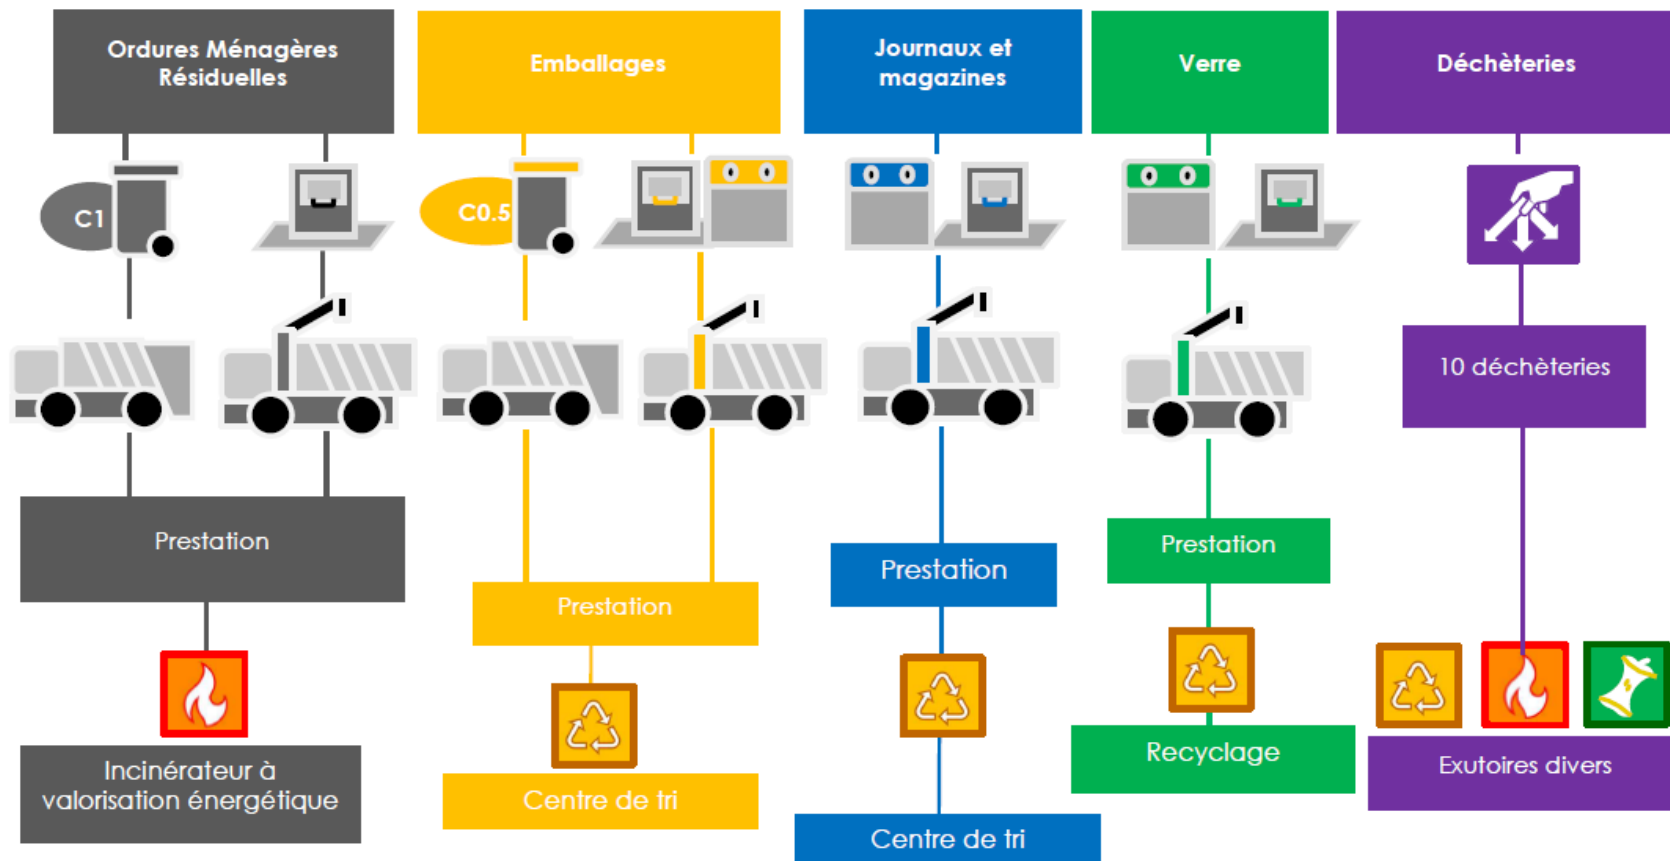 Ordures Ménagères
Résiduelles
Emballages
Journaux et
magazines
Verre
Déchèteries
C1
C0.5
10 déchèteries
Prestation
Prestation
Prestation
Prestation
Incinérateur à
valorisation énergétique
Centre de tri
Centre de tri
Recyclage
Exutoires divers